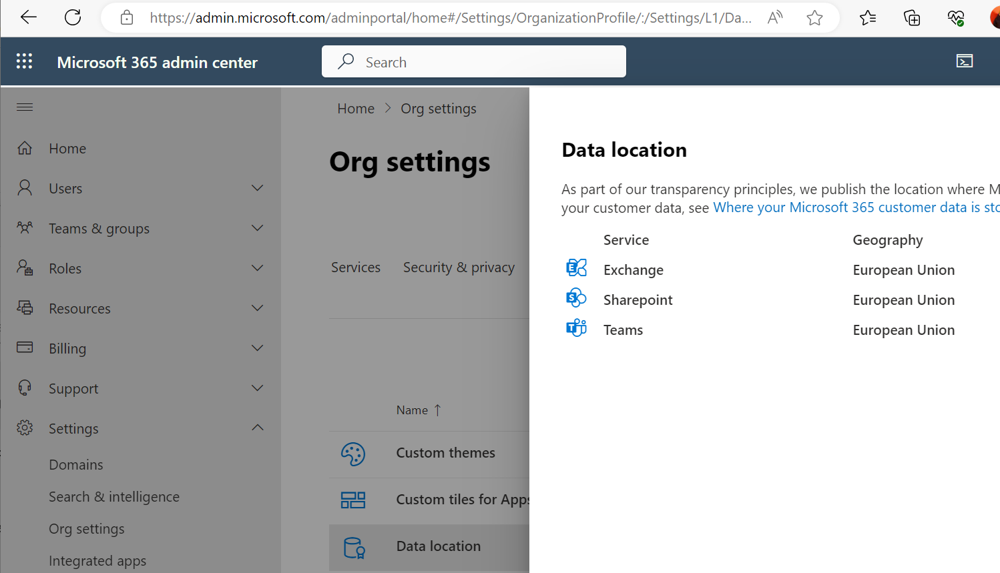 https://admin.microsoft.com/adminportal/home#/Settings/OrganizationProfile/:/Settings/L1/Da...
Microsoft 365 admin center
Search
Home
Users
Teams & groups
Roles
Resources
Billing
Support
Settings
Domains
Search & intelligence
Org settings
Integrated apps
Home > Org settings
Org settings
Services Security & privacy
Name ↑
Custom themes
Custom tiles for Apps
Data location
Data location
As part of our transparency principles, we publish the location where M
your customer data, see Where your Microsoft 365 customer data is sto
Service Geography
Exchange European Union
Sharepoint European Union
Teams European Union